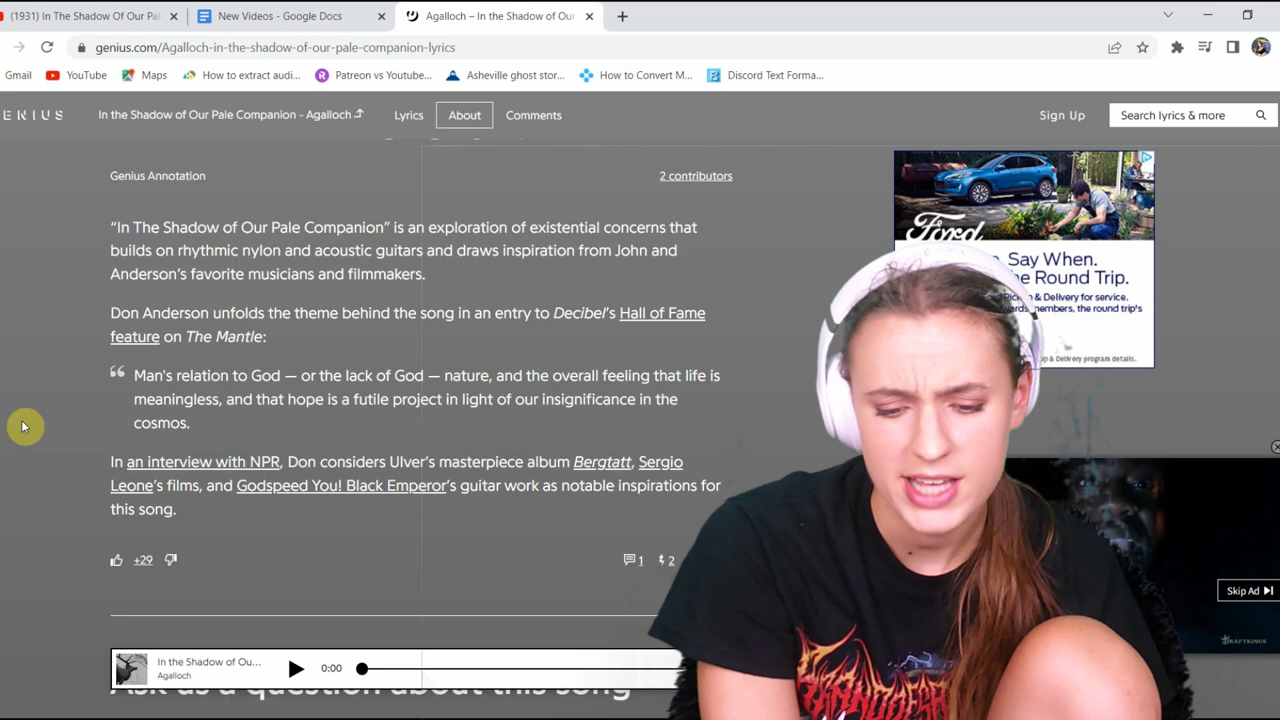 (1931) In The Shadow Of Our Pal
New Videos - Google Docs
Agalloch – In the Shadow of Our
genius.com/Agalloch-in-the-shadow-of-our-pale-companion-lyrics
Gmail
YouTube
Maps
How to extract audi...
Patreon vs Youtube...
Asheville ghost stor...
How to Convert M...
Discord Text Forma...
ENIUS
In the Shadow of Our Pale Companion - Agalloch
Lyrics
About
Comments
Sign Up
Search lyrics & more
Genius Annotation
2 contributors
“In The Shadow of Our Pale Companion” is an exploration of existential concerns that
builds on rhythmic nylon and acoustic guitars and draws inspiration from John and
Anderson’s favorite musicians and filmmakers.
Don Anderson unfolds the theme behind the song in an entry to Decibel’s Hall of Fame
feature on The Mantle:
“ Man's relation to God — or the lack of God — nature, and the overall feeling that life is
meaningless, and that hope is a futile project in light of our insignificance in the
cosmos.
In an interview with NPR, Don considers Ulver’s masterpiece album Bergtatt, Sergio
Leone’s films, and Godspeed You! Black Emperor’s guitar work as notable inspirations for
this song.
+29
1
2
In the Shadow of Ou...
Agalloch
0:00
Ask us a question about this song
Ford
Say When.
e Round Trip.
& Delivery for service.
members, the round trip's
up & Delivery program details.
Skip Ad
DRAFTKINGS